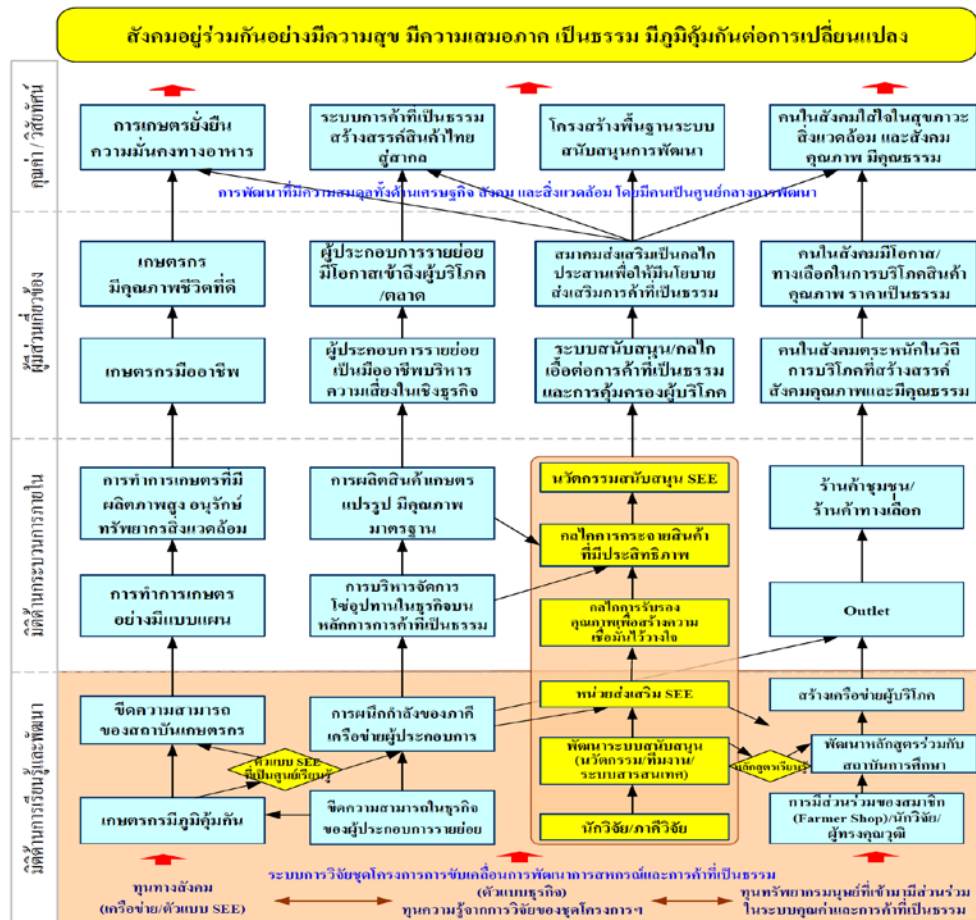 สังคมอยู่ร่วมกันอย่างมีความสุข มีความเสมอภาค เป็นธรรม มีภูมิคุ้มกันต่อการเปลี่ยนแปลง
คุณค่า / วิสัยทัศน์
การเกษตรยั่งยืน
ความมั่นคงทางอาหาร
ระบบการค้าที่เป็นธรรม
สร้างสรรค์สินค้าไทย
สู่สากล
โครงสร้างพื้นฐานระบบ
สนับสนุนการพัฒนา
คนในสังคมใส่ใจในสุขภาวะ
สิ่งแวดล้อม และสังคม
คุณภาพ มีคุณธรรม
การพัฒนาที่มีความสมดุลทั้งด้านเศรษฐกิจ สังคม และสิ่งแวดล้อม โดยมีคนเป็นศูนย์กลางการพัฒนา
ผู้มีส่วนเกี่ยวข้อง
เกษตรกร
มีคุณภาพชีวิตที่ดี
ผู้ประกอบการรายย่อย
มีโอกาสเข้าถึงผู้บริโภค
/ตลาด
สมาคมส่งเสริมเป็นกลไก
ประสานเพื่อให้มีนโยบาย
ส่งเสริมการค้าที่เป็นธรรม
คนในสังคมมีโอกาส/
ทางเลือกในการบริโภคสินค้า
คุณภาพ ราคาเป็นธรรม
เกษตรกรมืออาชีพ
ผู้ประกอบการรายย่อย
เป็นมืออาชีพบริหาร
ความเสี่ยงในเชิงธุรกิจ
ระบบสนับสนุน/กลไก
เอื้อต่อการค้าที่เป็นธรรม
และการคุ้มครองผู้บริโภค
คนในสังคมตระหนักในวิถี
การบริโภคที่สร้างสรรค์
สังคมคุณภาพและมีคุณธรรม
มิติด้านกระบวนการภายใน
การทำการเกษตรที่มี
ผลิตภาพสูง อนุรักษ์
ทรัพยากรสิ่งแวดล้อม
การผลิตสินค้าเกษตร
แปรรูป มีคุณภาพ
มาตรฐาน
นวัตกรรมสนับสนุน SEE
กลไกการกระจายสินค้า
ที่มีประสิทธิภาพ
ร้านค้าชุมชน/
ร้านค้าทางเลือก
การทำการเกษตร
อย่างมีแบบแผน
การบริหารจัดการ
โซ่อุปทานในธุรกิจบน
หลักการการค้าที่เป็นธรรม
กลไกการรับรอง
คุณภาพเพื่อสร้างความ
เชื่อมั่นไว้วางใจ
Outlet
มิติด้านการเรียนรู้และพัฒนา
ขีดความสามารถ
ของสถาบันเกษตรกร
การผนึกกำลังของภาคี
เครือข่ายผู้ประกอบการ
หน่วยส่งเสริม SEE
สร้างเครือข่ายผู้บริโภค
ตัวแบบ SEE
ที่เป็นศูนย์เรียนรู้
พัฒนาระบบสนับสนุน
(นวัตกรรม/ทีมงาน/
ระบบสารสนเทศ)
หลักสูตรเรียนรู้
พัฒนาหลักสูตรร่วมกับ
สถาบันการศึกษา
เกษตรกรมีภูมิคุ้มกัน
ขีดความสามารถในธุรกิจ
ของผู้ประกอบการรายย่อย
นักวิจัย/ภาคีวิจัย
การมีส่วนร่วมของสมาชิก
(Farmer Shop)/นักวิจัย/
ผู้ทรงคุณวุฒิ
ระบบการวิจัยชุดโครงการการขับเคลื่อนการพัฒนาการสหกรณ์และการค้าที่เป็นธรรม
ทุนทางสังคม
(เครือข่าย/ตัวแบบ SEE)
(ตัวแบบธุรกิจ)
ทุนความรู้จากการวิจัยของชุดโครงการฯ
ทุนทรัพยากรมนุษย์ที่เข้ามามีส่วนร่วม
ในระบบคุณค่าและการค้าที่เป็นธรรม